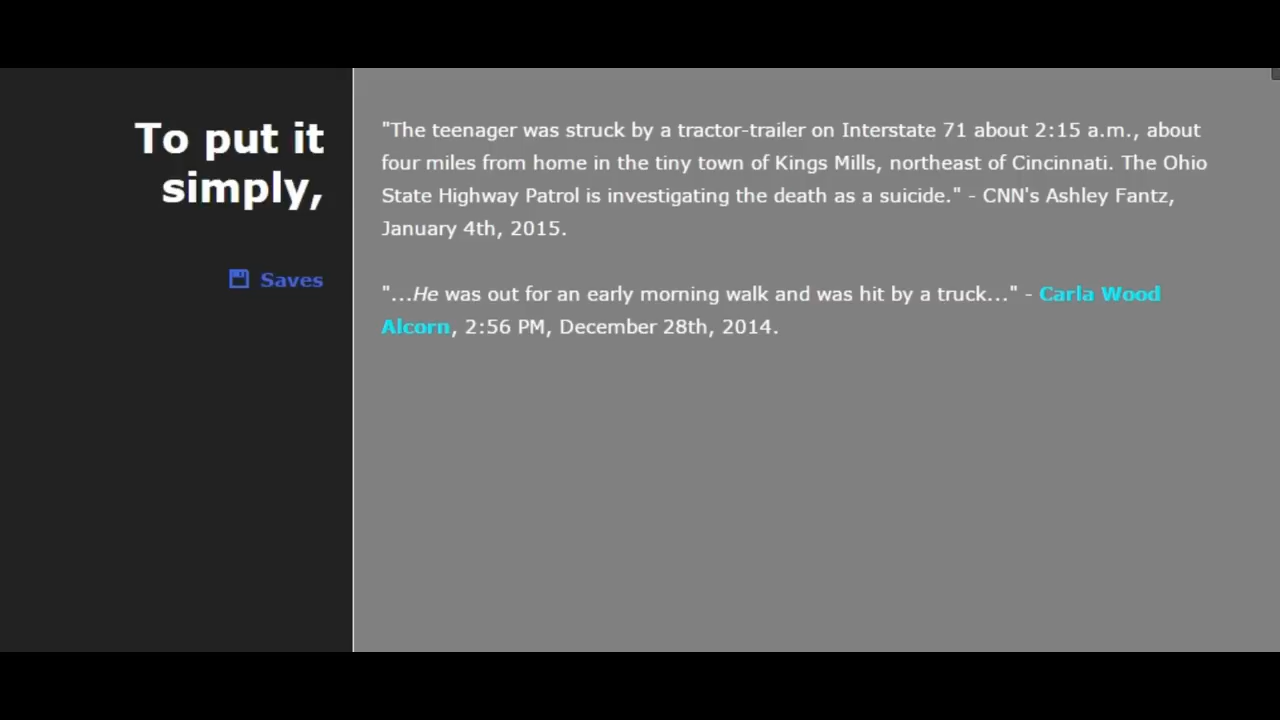 To put it
simply,
Saves
"The teenager was struck by a tractor-trailer on Interstate 71 about 2:15 a.m., about
four miles from home in the tiny town of Kings Mills, northeast of Cincinnati. The Ohio
State Highway Patrol is investigating the death as a suicide." - CNN's Ashley Fantz,
January 4th, 2015.
"...He was out for an early morning walk and was hit by a truck..." - Carla Wood
Alcorn, 2:56 PM, December 28th, 2014.